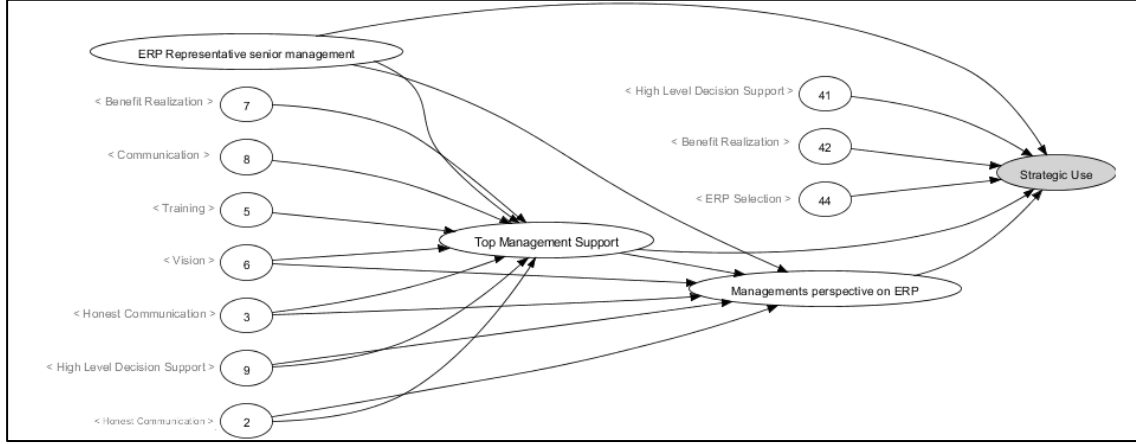 ERP Representative senior management
< Benefit Realization > 7
< Communication > 8
< Training > 5
< Vision > 6
< Honest Communication > 3
< High Level Decision Support > 9
< Honest Communication > 2
Top Management Support
Managements perspective on ERP
< High Level Decision Support > 41
< Benefit Realization > 42
< ERP Selection > 44
Strategic Use